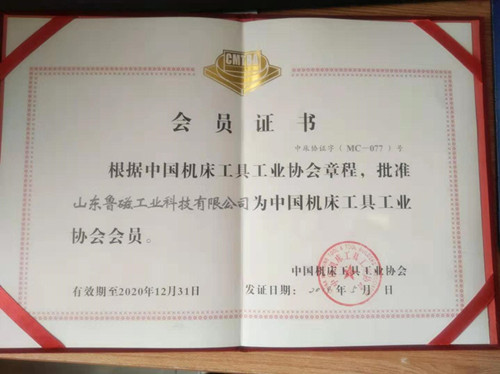 CMTBA
会员证书
中床协证字（MC-077）号
根据中国机床工具工业协会章程，批准
山东鲁磁工业科技有限公司为中国机床工具工业
协会会员。
中国机床工具工业协会
有效期至2020年12月31日
发证日期： 年 月 日